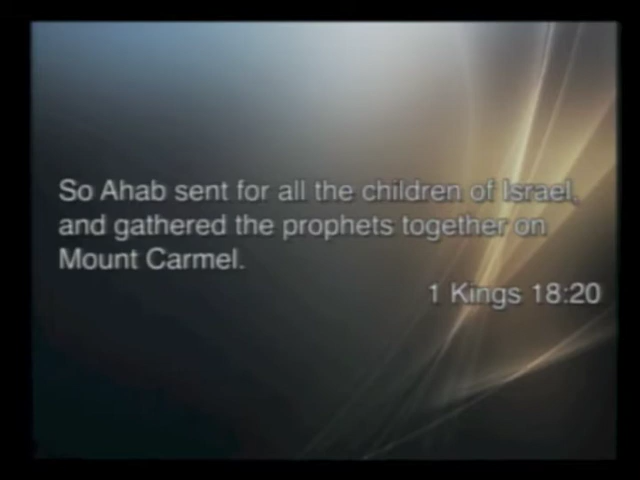 So Ahab sent for all the children of Israel,
and gathered the prophets together on
Mount Carmel.
1 Kings 18:20